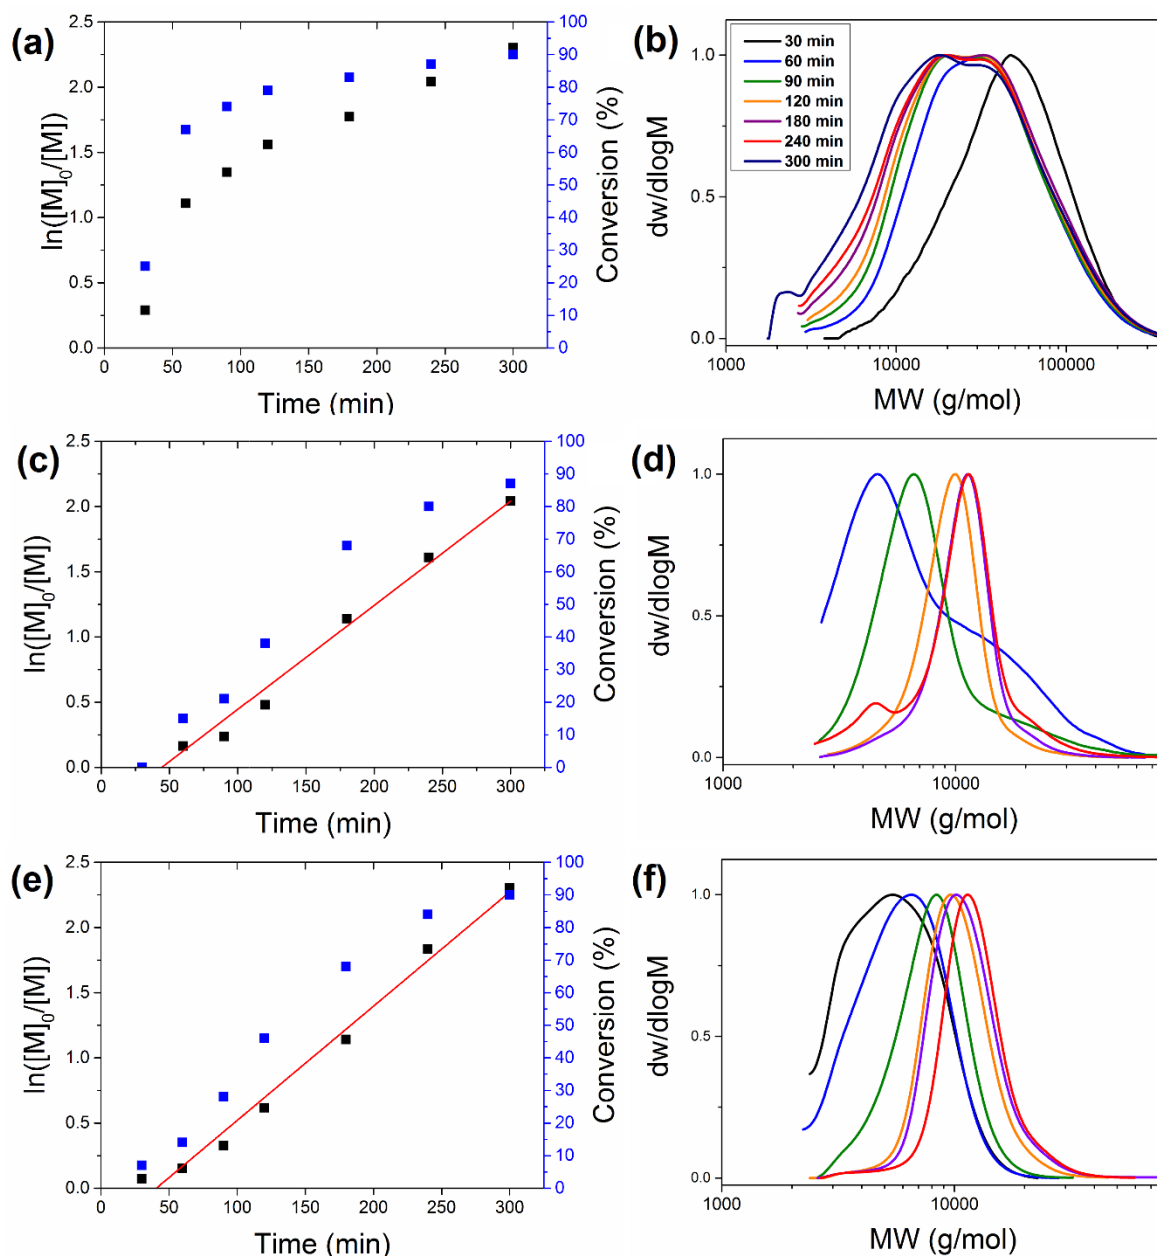 (a)
2.5
2.0
1.5
1.0
0.5
0.0
ln([M]0/[M])
0 50 100 150 200 250 300
Time (min)
100
90
80
70
60
50
40
30
20
10
0
Conversion (%)
(b)
30 min
60 min
90 min
120 min
180 min
240 min
300 min
1.0
0.5
0.0
dw/dlogM
1000 10000 100000
MW (g/mol)
(c)
2.5
2.0
1.5
1.0
0.5
0.0
ln([M]0/[M])
0 50 100 150 200 250 300
Time (min)
100
90
80
70
60
50
40
30
20
10
0
Conversion (%)
(d)
1.0
0.5
0.0
dw/dlogM
1000 10000
MW (g/mol)
(e)
2.5
2.0
1.5
1.0
0.5
0.0
ln([M]0/[M])
0 50 100 150 200 250 300
Time (min)
100
90
80
70
60
50
40
30
20
10
0
Conversion (%)
(f)
1.0
0.5
0.0
dw/dlogM
1000 10000
MW (g/mol)